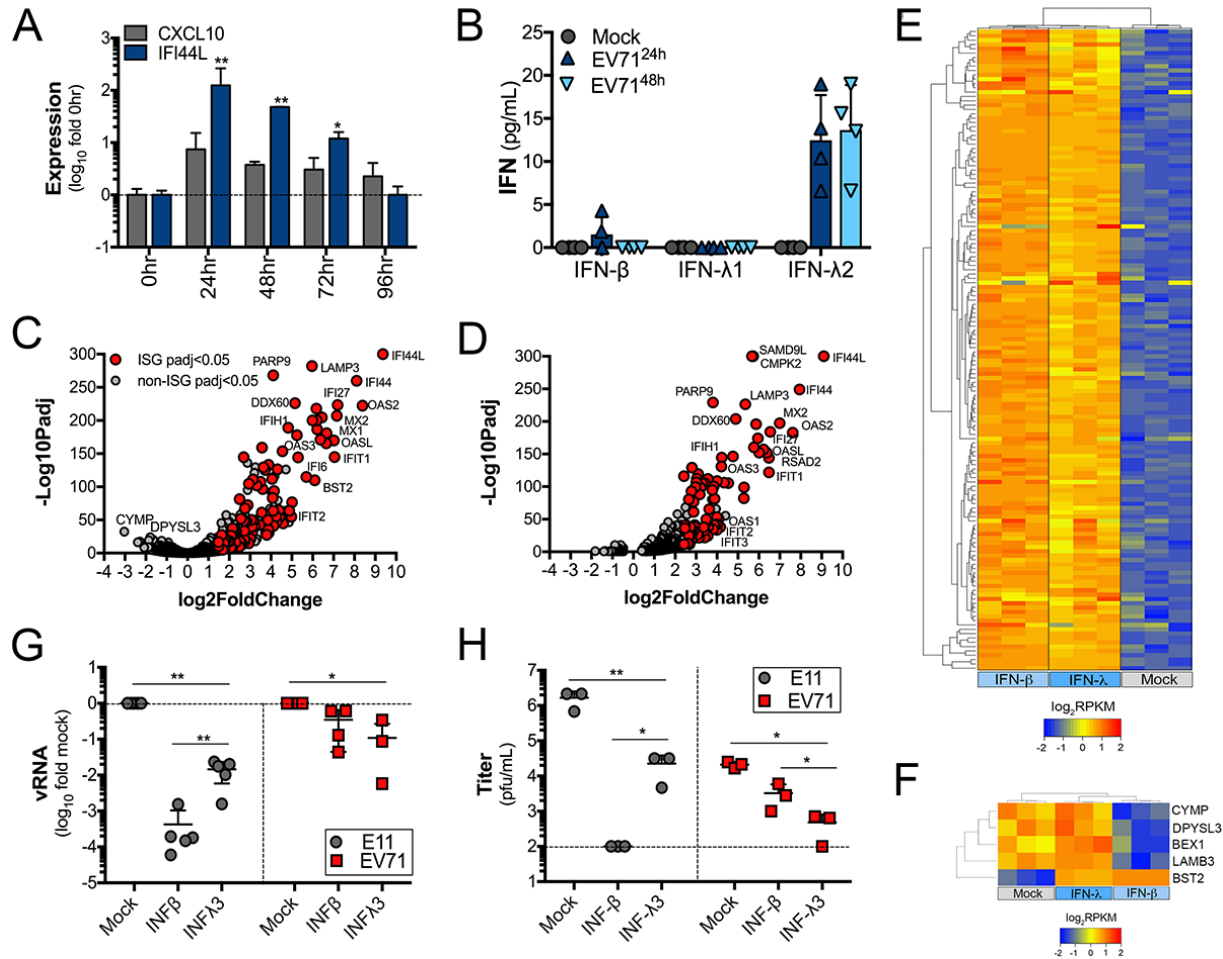 A
CXCL10
IFI44L
Expression
(log10 fold 0hr)
3
2
1
0
-1
**
**
*
0hr
24hr
48hr
72hr
96hr
B
Mock
EV7124h
EV7148h
IFN (pg/mL)
25
20
15
10
5
0
IFN-β
IFN-λ1
IFN-λ2
C
ISG padj<0.05
non-ISG padj<0.05
-Log10Padj
300
250
200
150
100
50
0
PARP9
LAMP3
IFI44L
IFI44
DDX60
OAS2
IFIH1
MX2
MX1
OAS3
OASL
IFIT1
IFI6
BST2
IFIT2
CYMP
DPYSL3
-4 -3 -2 -1 0 1 2 3 4 5 6 7 8 9 10
log2FoldChange
D
-Log10Padj
300
250
200
150
100
50
0
SAMD9L
CMPK2
IFI44L
IFI44
PARP9
LAMP3
DDX60
MX2
OAS2
IFI27
IFIH1
OASL
OAS3
RSAD2
IFIT1
OAS1
IFIT2
IFIT3
-4 -3 -2 -1 0 1 2 3 4 5 6 7 8 9 10
log2FoldChange
E
IFN-β
IFN-λ
Mock
log2RPKM
-2 -1 0 1 2
F
CYMP
DPYSL3
BEX1
LAMB3
BST2
Mock
IFN-λ
IFN-β
log2RPKM
-2 -1 0 1 2
G
vRNA
(log10 fold mock)
1
0
-1
-2
-3
-4
-5
**
**
*
E11
EV71
Mock
INFβ
INFλ3
Mock
INFβ
INFλ3
H
Titer
(pfu/mL)
7
6
5
4
3
2
1
**
*
*
*
E11
EV71
Mock
INF-β
INF-λ3
Mock
INF-β
INF-λ3